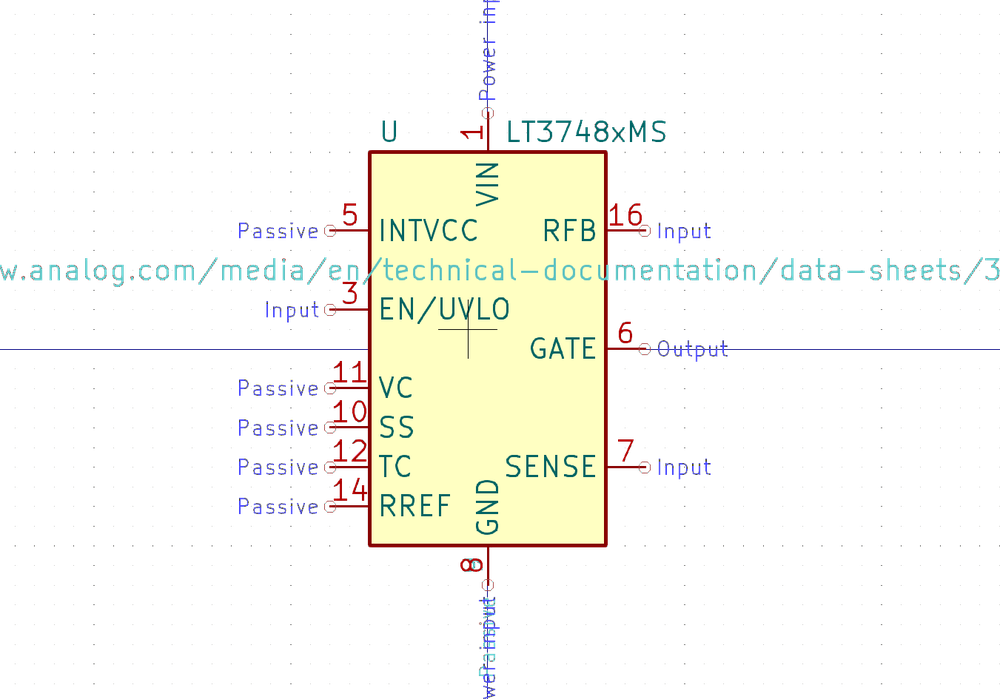 Power inp
1
U
LT3748xMS
VIN
Passive 5 INTVCC
RFB 16 Input
w.analog.com/media/en/technical-documentation/data-sheets/3
Input 3 EN/UVLO
GATE 6 Output
Passive 11 VC
Passive 10 SS
Passive 12 TC
SENSE 7 Input
Passive 14 RREF
GND
8
wer input